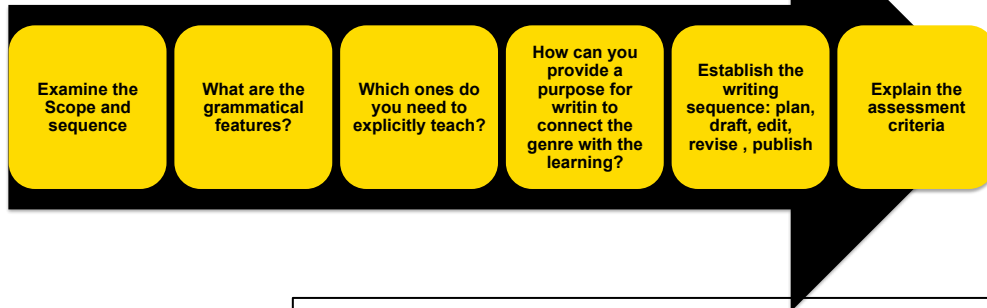 Examine the
Scope and
sequence
What are the
grammatical
features?
Which ones do
you need to
explicitly teach?
How can you
provide a
purpose for
writin to
connect the
genre with the
learning?
Establish the
writing
sequence: plan,
draft, edit,
revise , publish
Explain the
assessment
criteria